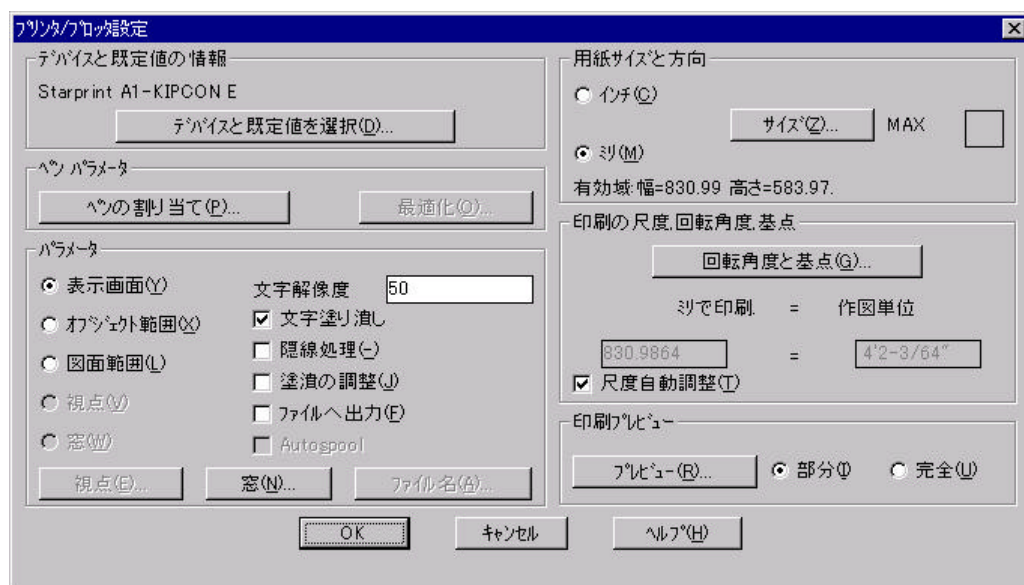 プリンタ/プロッタ設定
デバイスと既定値の情報
Starprint A1-KIPCON E
デバイスと既定値を選択(D)...
ペン パラメータ
ペンの割り当て(P)...
最適化(O)...
パラメータ
表示画面(Y)
オブジェクト範囲(X)
図面範囲(L)
視点(V)
窓(W)
文字解像度
50
文字塗り潰し
隠線処理(-)
塗潰の調整(J)
ファイルへ出力(F)
Autospool
視点(E)...
窓(N)...
ファイル名(A)...
用紙サイズと方向
インチ(C)
ミリ(M)
サイズ(Z)...
MAX
有効域:幅=830.99 高さ=583.97.
印刷の尺度.回転角度.基点
回転角度と基点(G)...
ミリで印刷. = 作図単位
830.9864 = 4'2-3/64"
尺度自動調整(T)
印刷プレビュー
プレビュー(R)...
部分(I)
完全(U)
OK
キャンセル
ヘルプ(H)